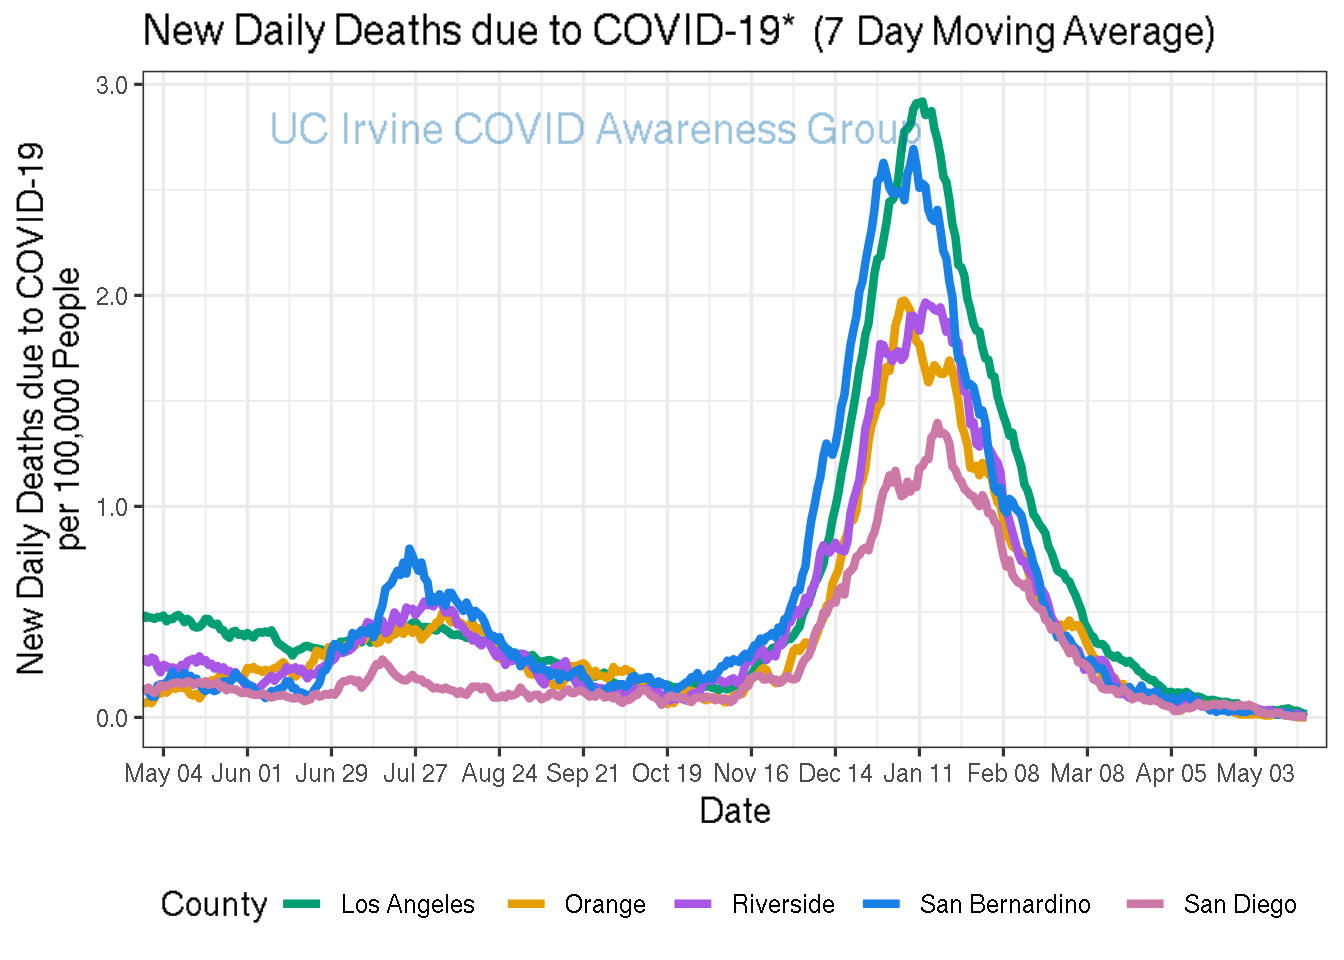 New Daily Deaths due to COVID-19* (7 Day Moving Average)
UC Irvine COVID Awareness Group
New Daily Deaths due to COVID-19
per 100,000 People
3.0
2.0
1.0
0.0
May 04 Jun 01 Jun 29 Jul 27 Aug 24 Sep 21 Oct 19 Nov 16 Dec 14 Jan 11 Feb 08 Mar 08 Apr 05 May 03
Date
County Los Angeles Orange Riverside San Bernardino San Diego